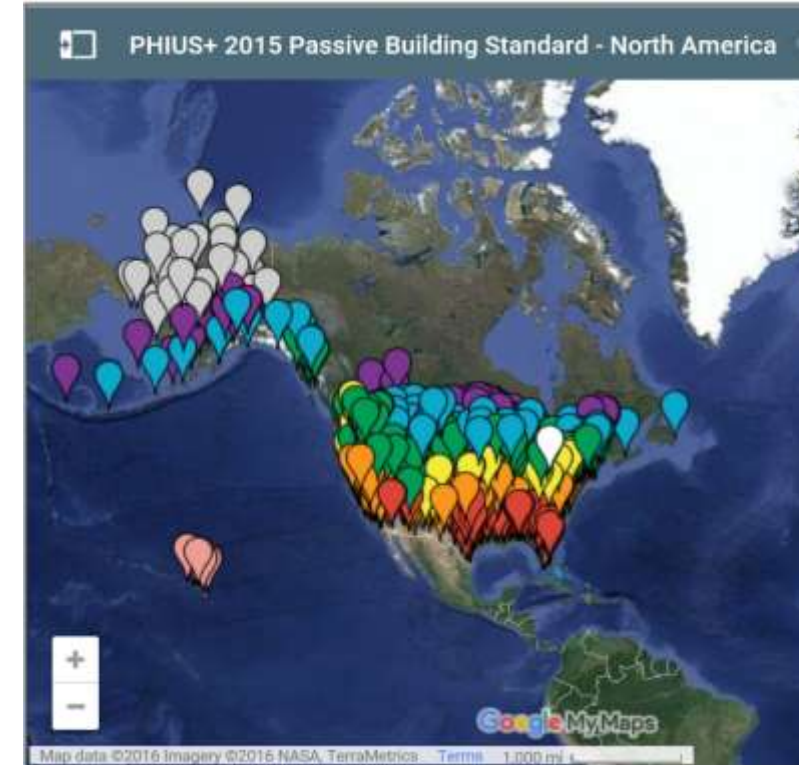 PHIUS+ 2015 Passive Building Standard - North America
+
−
Google My Maps
Map data ©2016 Imagery ©2016 NASA, TerraMetrics Terms 1,000 mi